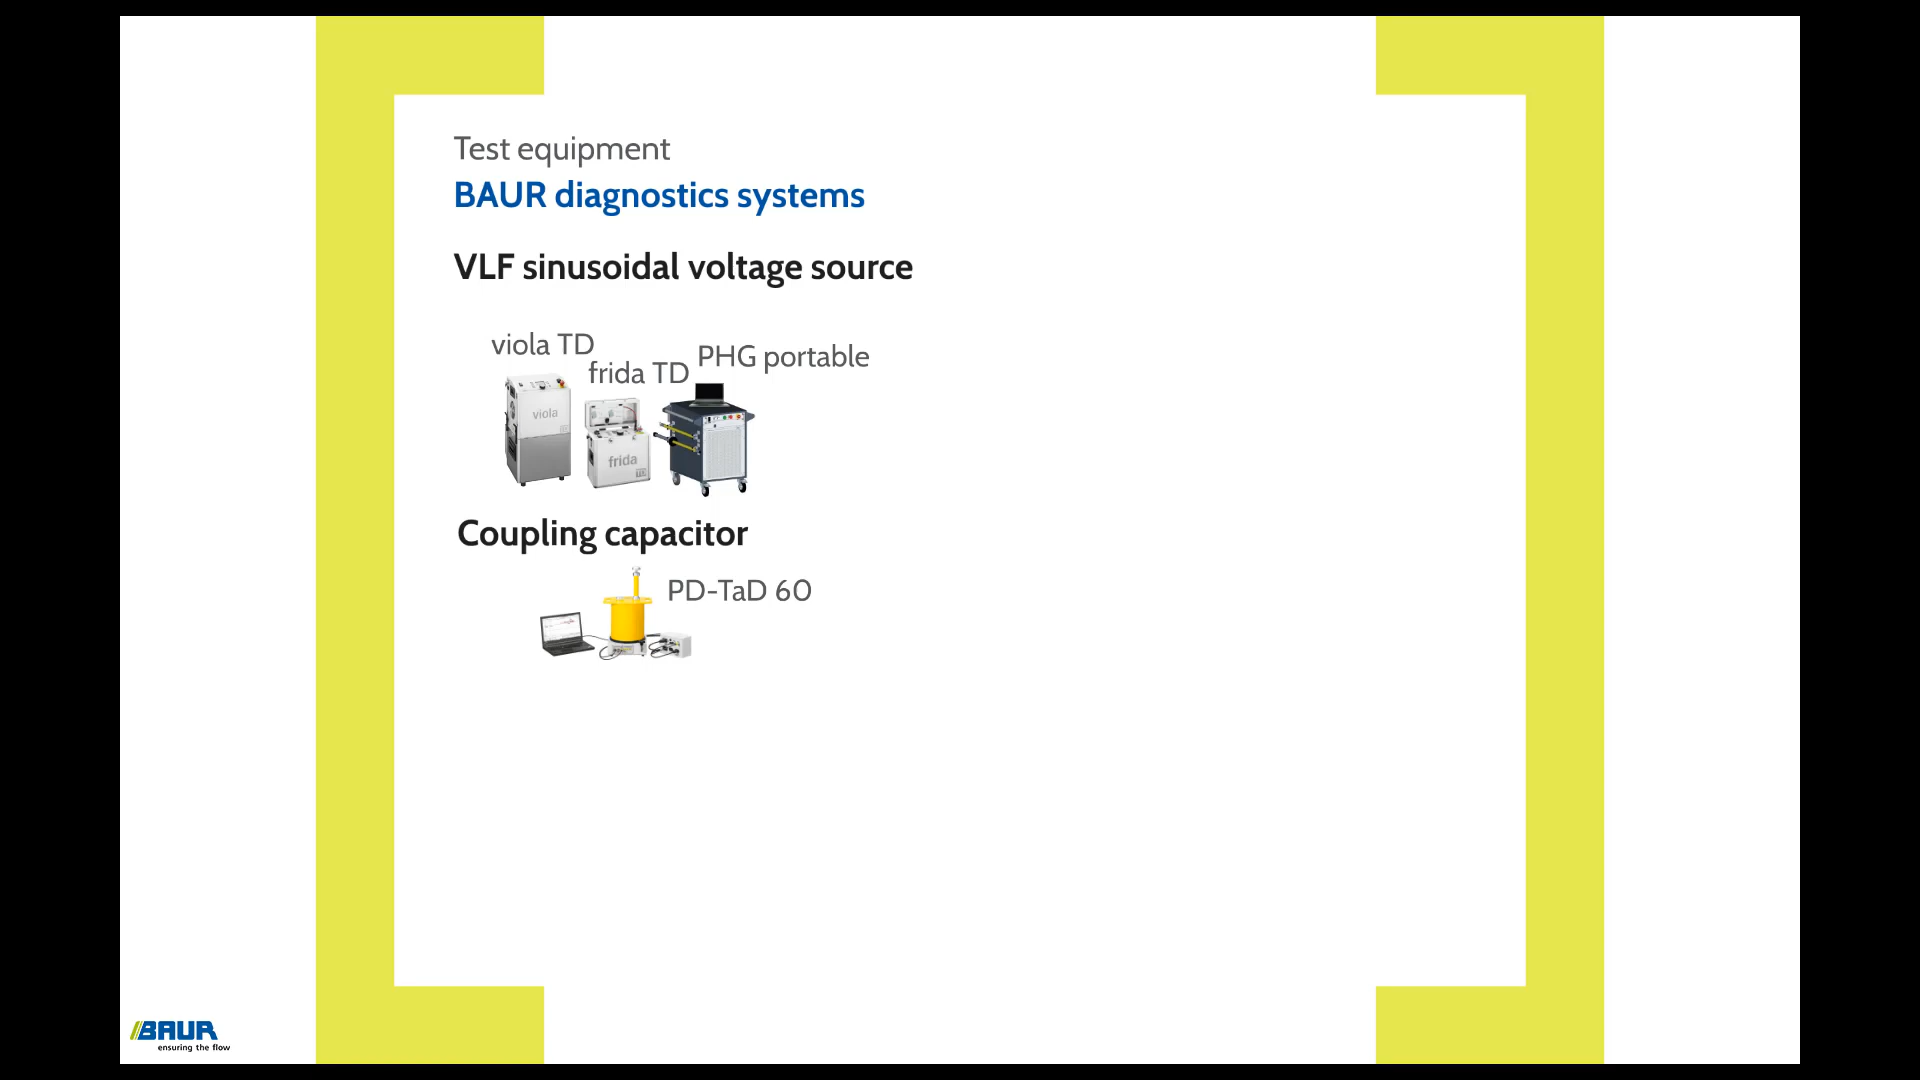 Test equipment
BAUR diagnostics systems
VLF sinusoidal voltage source
viola TD
frida TD
PHG portable
viola
frida
Coupling capacitor
PD-TaD 60
BAUR
ensuring the flow